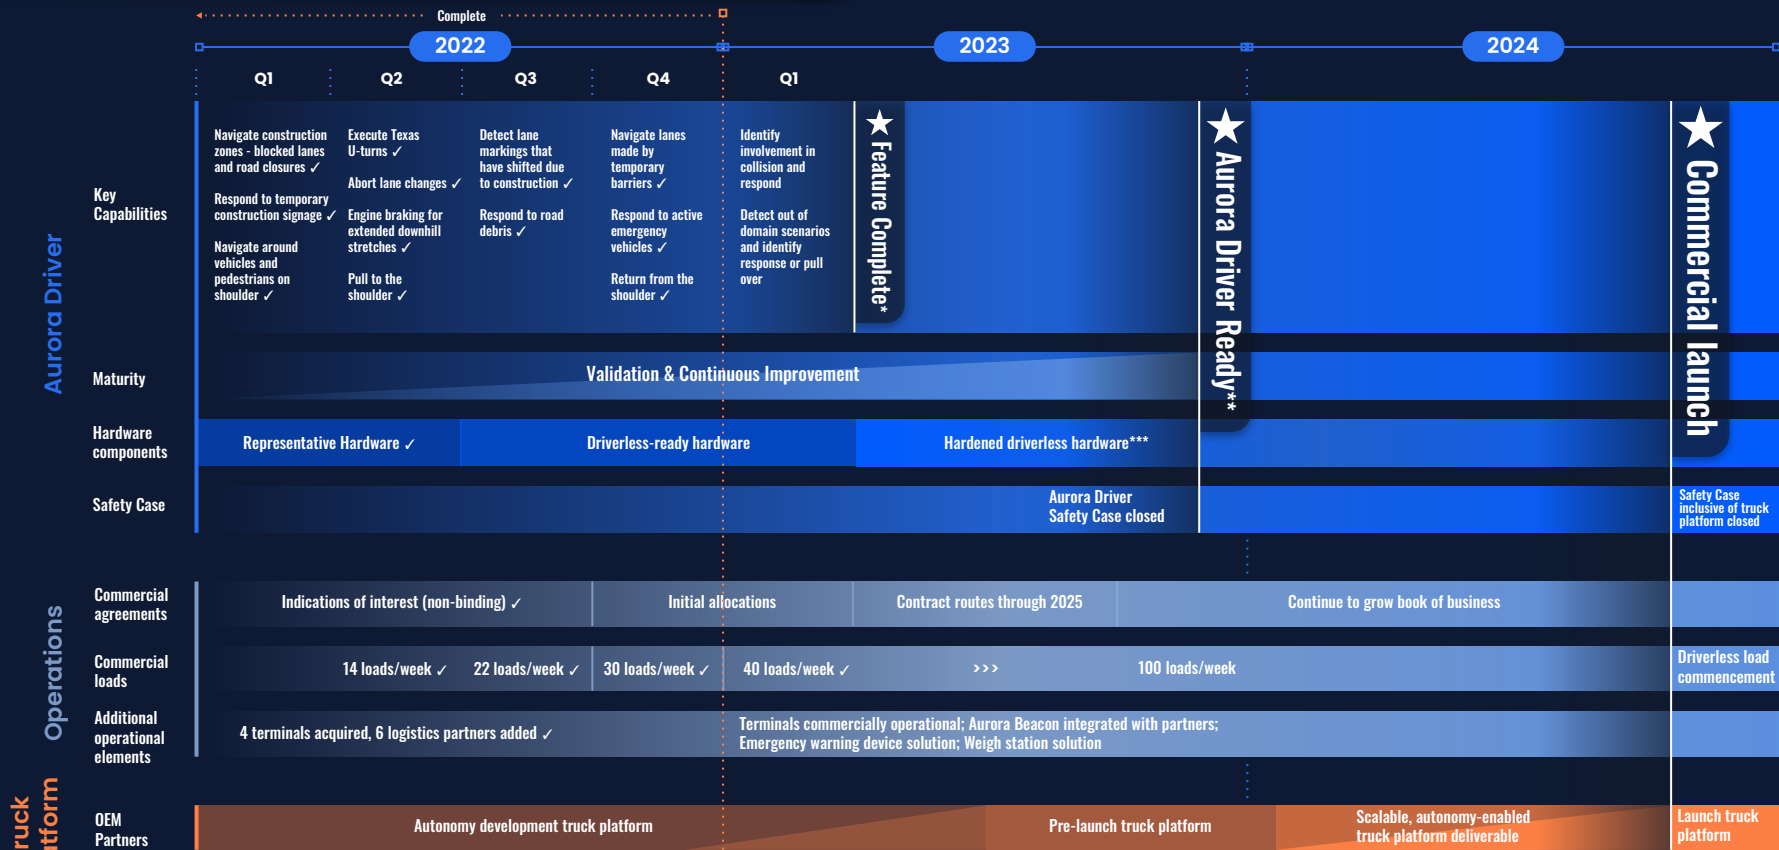 Complete
2022
2023
2024
Q1
Q2
Q3
Q4
Q1
Aurora Driver
Key
Capabilities
Navigate construction
zones - blocked lanes
and road closures ✓
Respond to temporary
construction signage ✓
Navigate around
vehicles and
pedestrians on
shoulder ✓
Execute Texas
U-turns ✓
Abort lane changes ✓
Engine braking for
extended downhill
stretches ✓
Pull to the
shoulder ✓
Detect lane
markings that
have shifted due
to construction ✓
Respond to road
debris ✓
Navigate lanes
made by
temporary
barriers ✓
Respond to active
emergency
vehicles ✓
Return from the
shoulder ✓
Identify
involvement in
collision and
respond
Detect out of
domain scenarios
and identify
response or pull
over
Feature Complete*
Aurora Driver Ready**
Commercial launch
Maturity
Validation & Continuous Improvement
Hardware
components
Representative Hardware ✓
Driverless-ready hardware
Hardened driverless hardware***
Safety Case
Aurora Driver
Safety Case closed
Safety Case
inclusive of truck
platform closed
Operations
Commercial
agreements
Indications of interest (non-binding) ✓
Initial allocations
Contract routes through 2025
Continue to grow book of business
Commercial
loads
14 loads/week ✓
22 loads/week ✓
30 loads/week ✓
40 loads/week ✓
>>>
100 loads/week
Driverless load
commencement
Additional
operational
elements
4 terminals acquired, 6 logistics partners added ✓
Terminals commercially operational; Aurora Beacon integrated with partners;
Emergency warning device solution; Weigh station solution
ruck
atform
OEM
Partners
Autonomy development truck platform
Pre-launch truck platform
Scalable, autonomy-enabled
truck platform deliverable
Launch truck
platform